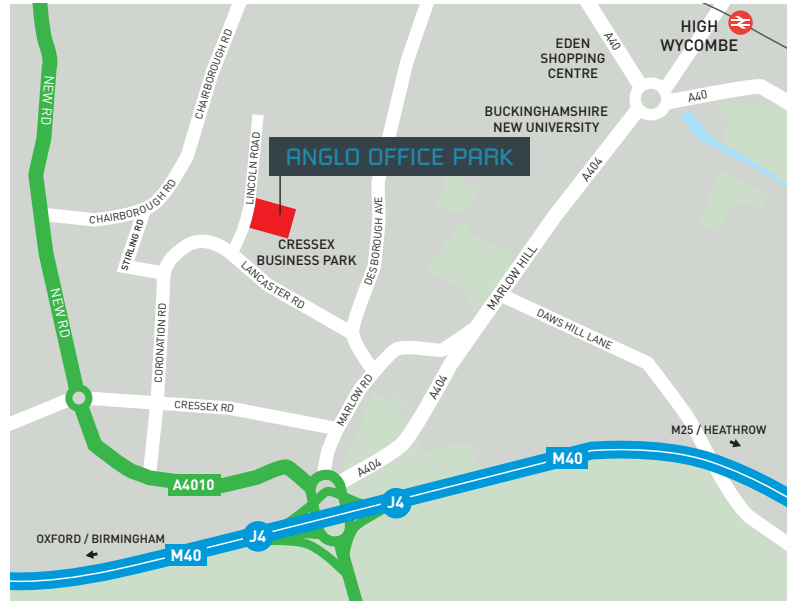 HIGH
WYCOMBE
A40
EDEN
SHOPPING
CENTRE
A40
BUCKINGHAMSHIRE
NEW UNIVERSITY
NEW RD
CHAIRBOROUGH RD
LINCOLN ROAD
ANGLO OFFICE PARK
A404
CHAIRBOROUGH RD
STIRLING RD
DESBOROUGH AVE
CRESSEX
BUSINESS PARK
LANCASTER RD
MARLOW HILL
NEW RD
CORONATION RD
DAWS HILL LANE
CRESSEX RD
MARLOW RD
A404
M25 / HEATHROW
A404
M40
A4010
J4
J4
OXFORD / BIRMINGHAM
M40